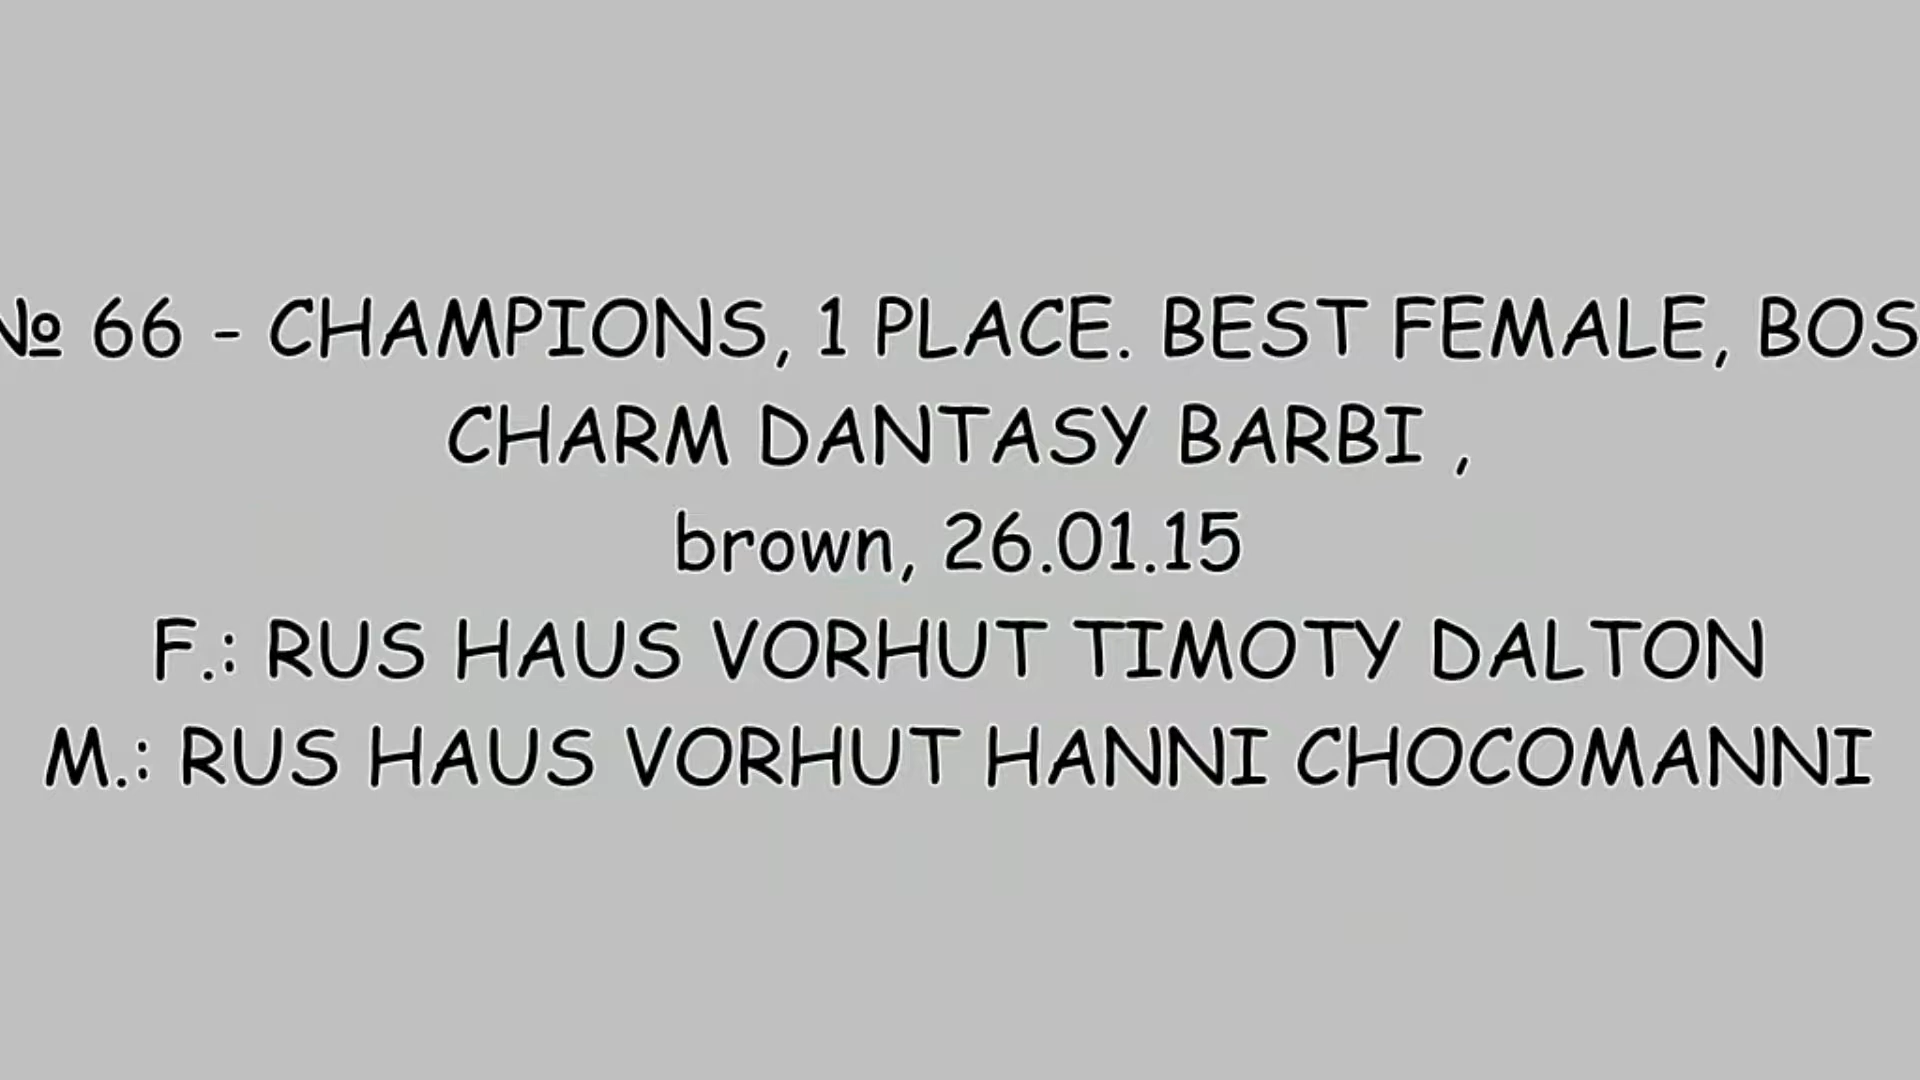 № 66 - CHAMPIONS, 1 PLACE. BEST FEMALE, BOS
CHARM DANTASY BARBI ,
brown, 26.01.15
F.: RUS HAUS VORHUT TIMOTY DALTON
M.: RUS HAUS VORHUT HANNI CHOCOMANNI